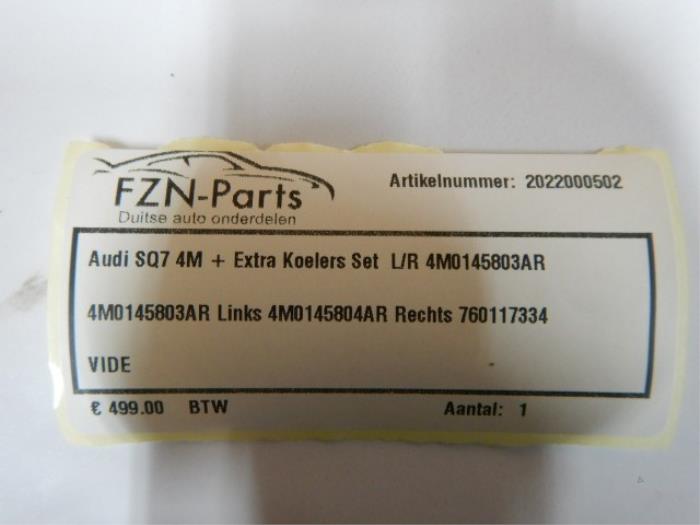 FZN-Parts
Duitse auto onderdelen
Artikelnummer: 2022000502
Audi SQ7 4M + Extra Koelers Set L/R 4M0145803AR
4M0145803AR Links 4M0145804AR Rechts 760117334
VIDE
€ 499.00 BTW Aantal: 1